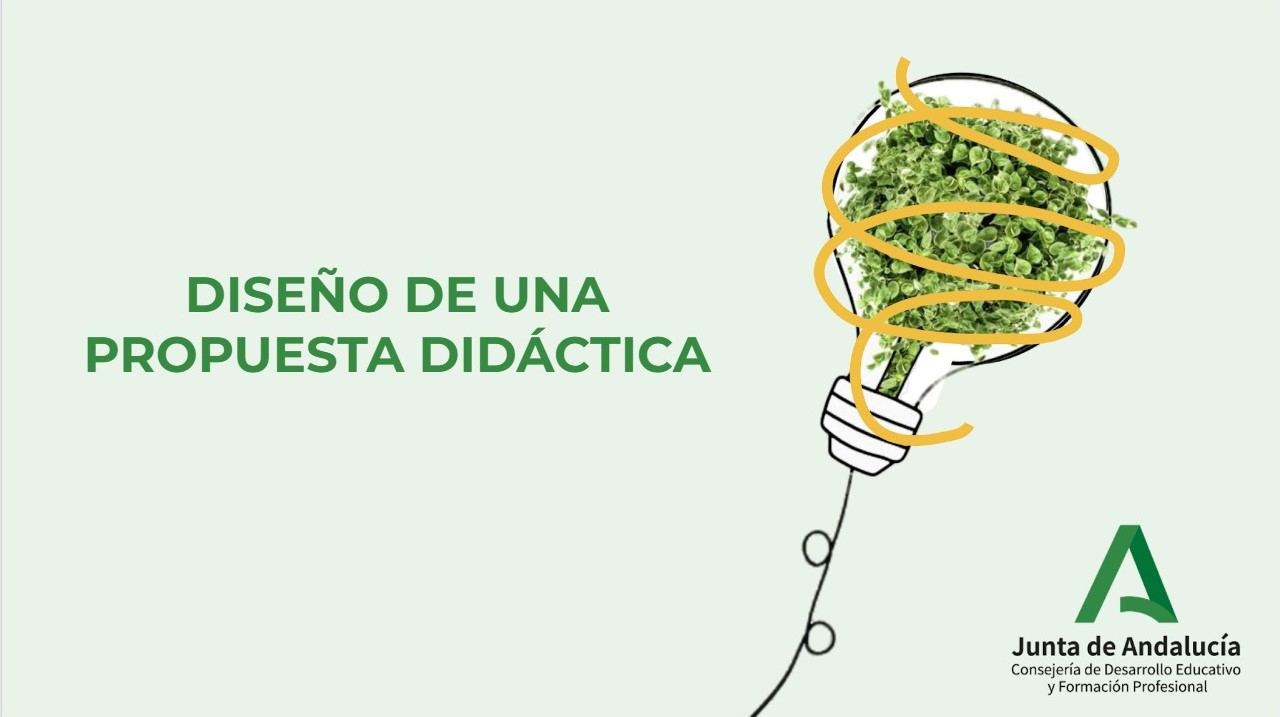 DISEÑO DE UNA
PROPUESTA DIDÁCTICA
Junta de Andalucía
Consejería de Desarrollo Educativo
y Formación Profesional